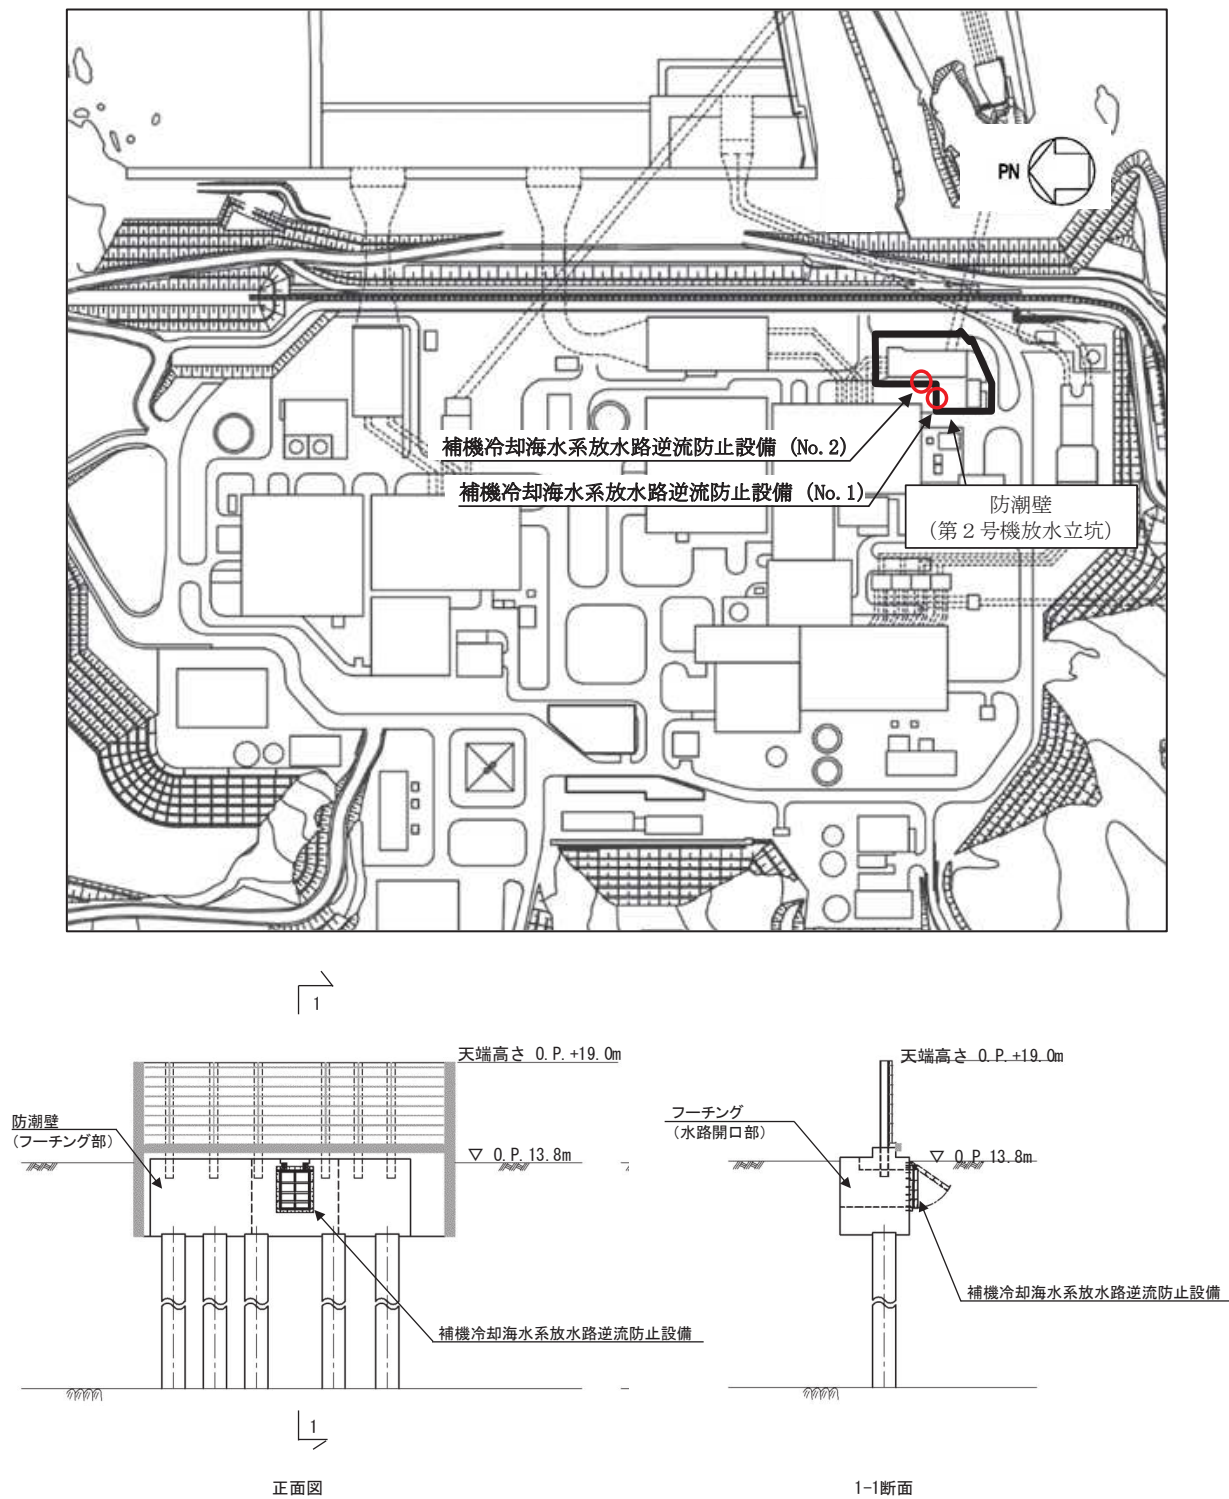 PN
補機冷却海水系放水路逆流防止設備 (No.2)
補機冷却海水系放水路逆流防止設備 (No.1)
防潮壁
(第2号機放水立坑)
1
天端高さ O.P.+19.0m
防潮壁
(フーチング部)
▽ O.P.13.8m
補機冷却海水系放水路逆流防止設備
1
正面図
天端高さ O.P.+19.0m
フーチング
(水路開口部)
▽ O.P.13.8m
補機冷却海水系放水路逆流防止設備
1-1断面